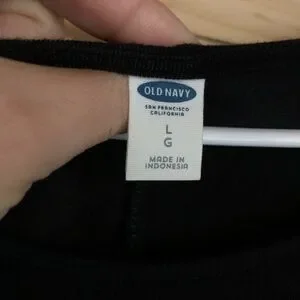 OLD NAVY
SAN FRANCISCO
CALIFORNIA
L
G
MADE IN
INDONESIA